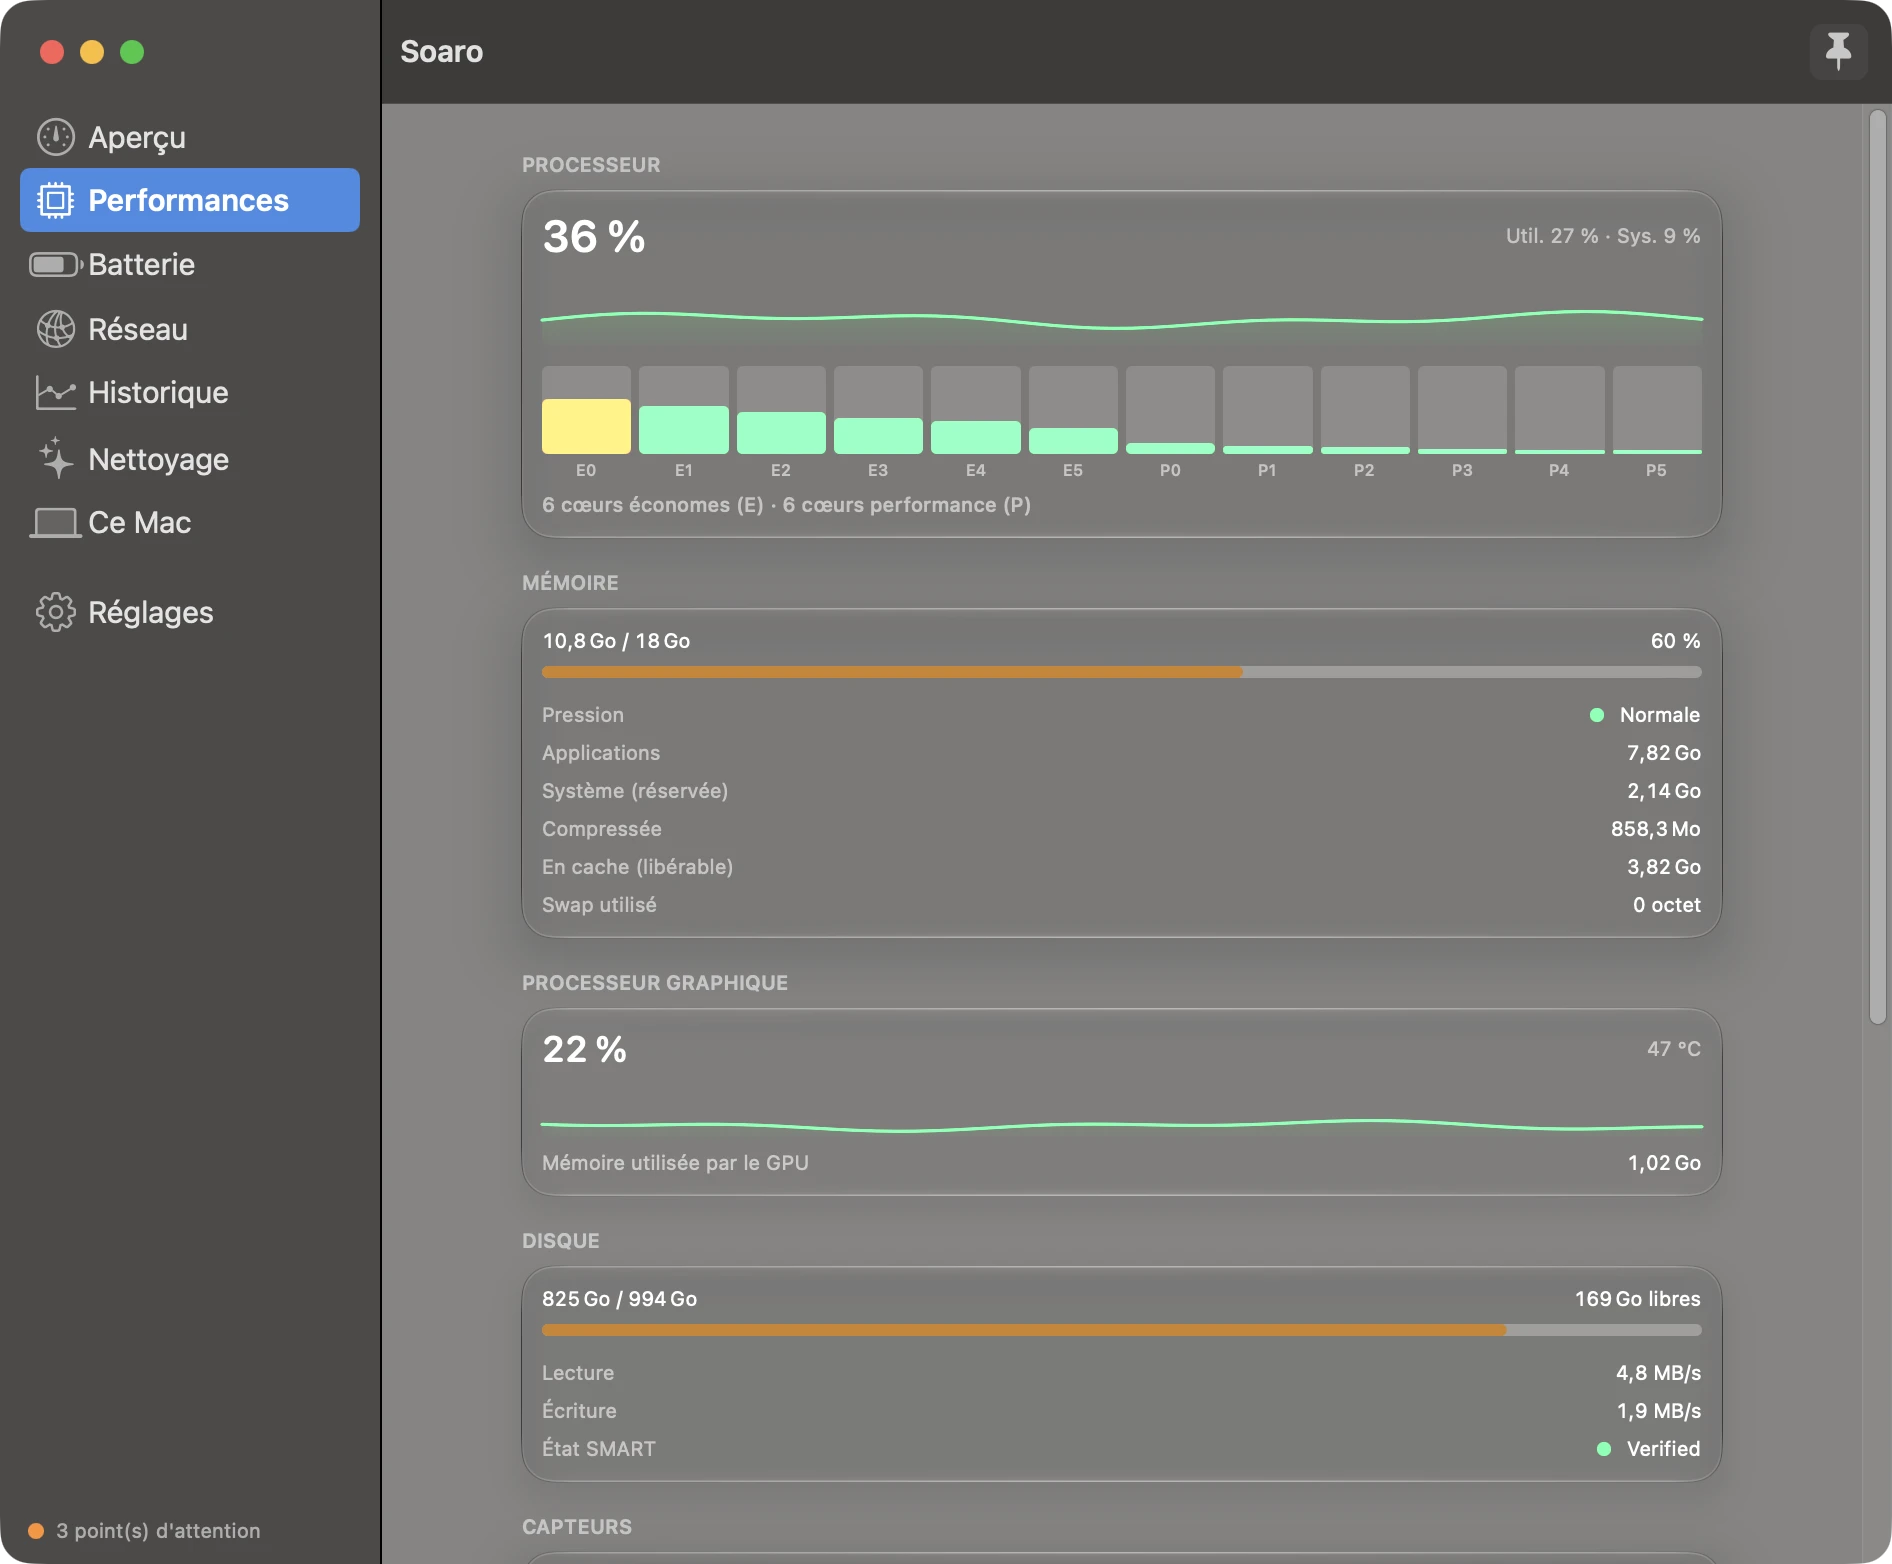 Soaro
Aperçu
Performances
Batterie
Réseau
Historique
Nettoyage
Ce Mac
Réglages
3 point(s) d'attention
PROCESSEUR
36 %
Util. 27 % · Sys. 9 %
E0 E1 E2 E3 E4 E5 P0 P1 P2 P3 P4 P5
6 cœurs économes (E) · 6 cœurs performance (P)
MÉMOIRE
10,8 Go / 18 Go 60 %
Pression Normale
Applications 7,82 Go
Système (réservée) 2,14 Go
Compressée 858,3 Mo
En cache (libérable) 3,82 Go
Swap utilisé 0 octet
PROCESSEUR GRAPHIQUE
22 % 47 °C
Mémoire utilisée par le GPU 1,02 Go
DISQUE
825 Go / 994 Go 169 Go libres
Lecture 4,8 MB/s
Écriture 1,9 MB/s
État SMART Verified
CAPTEURS